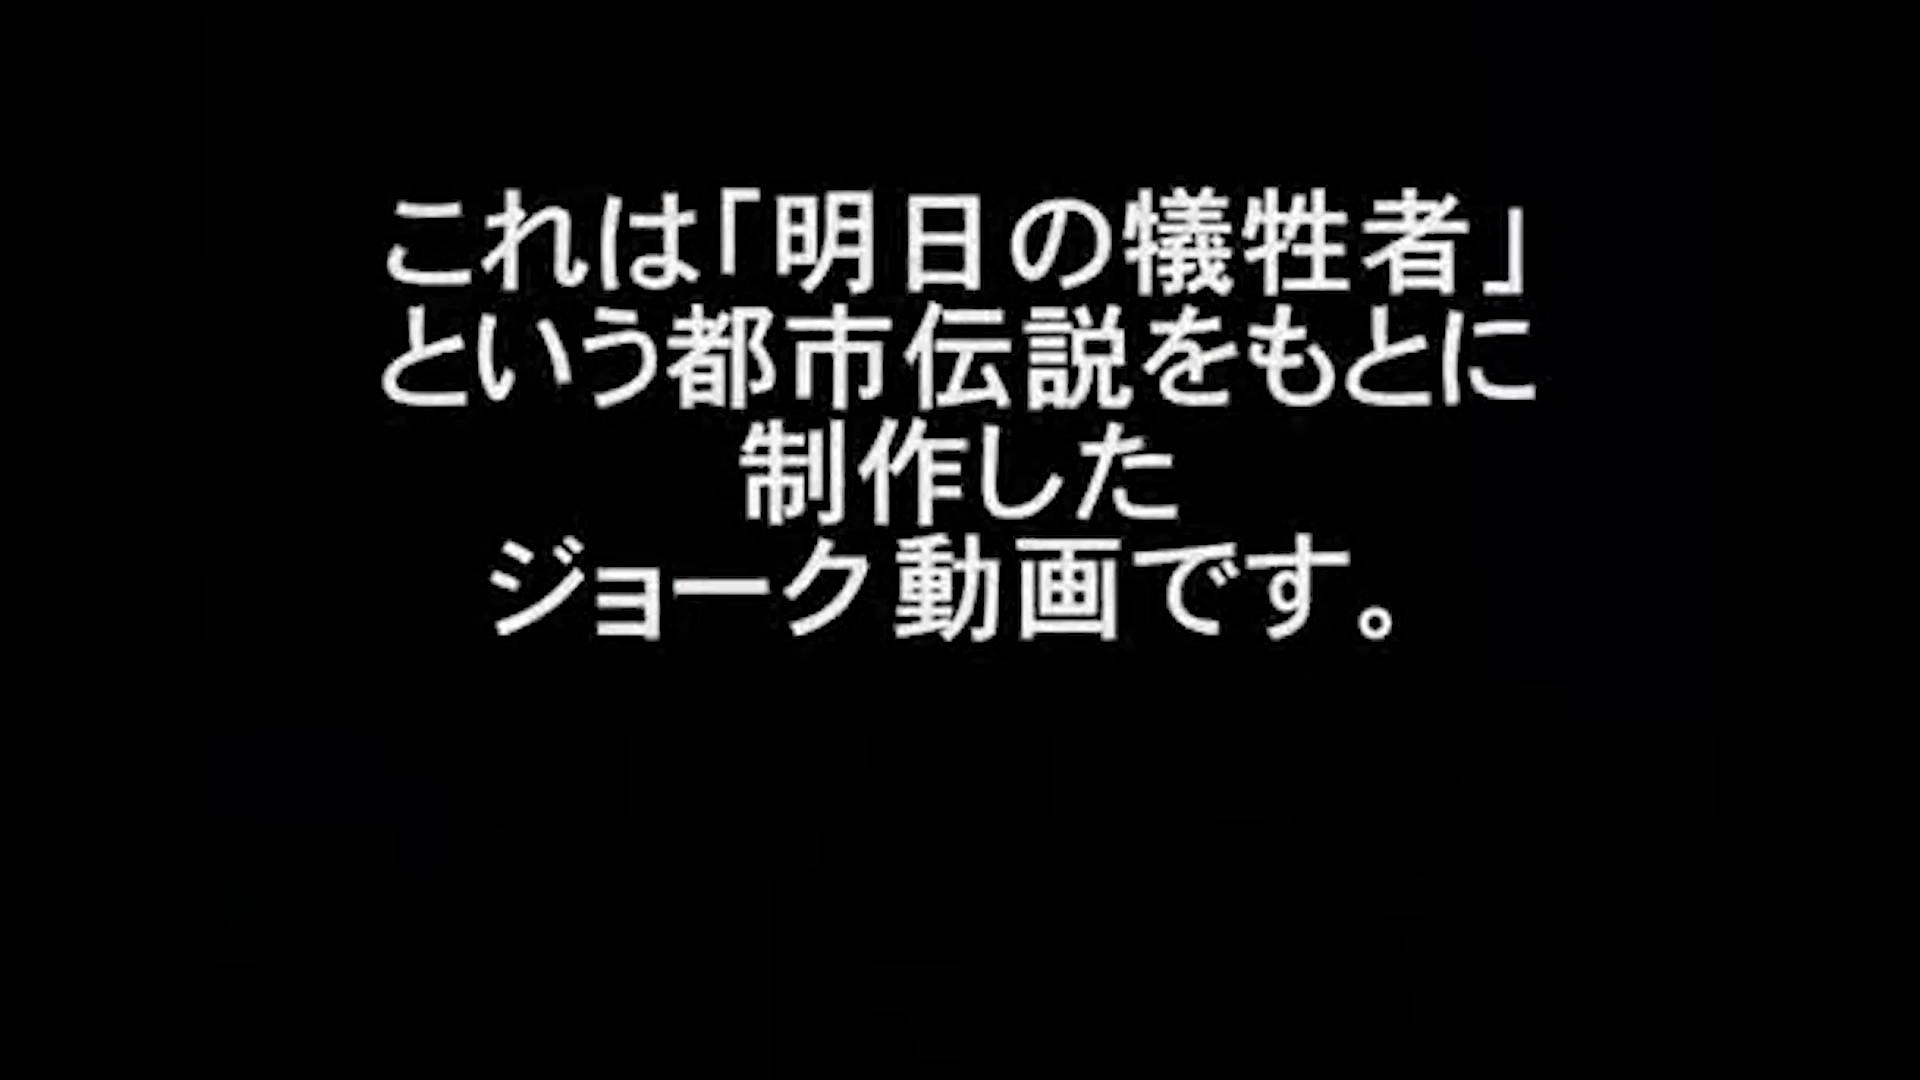 これは「明日の犠牲者」
という都市伝説をもとに
制作した
ジョーク動画です。